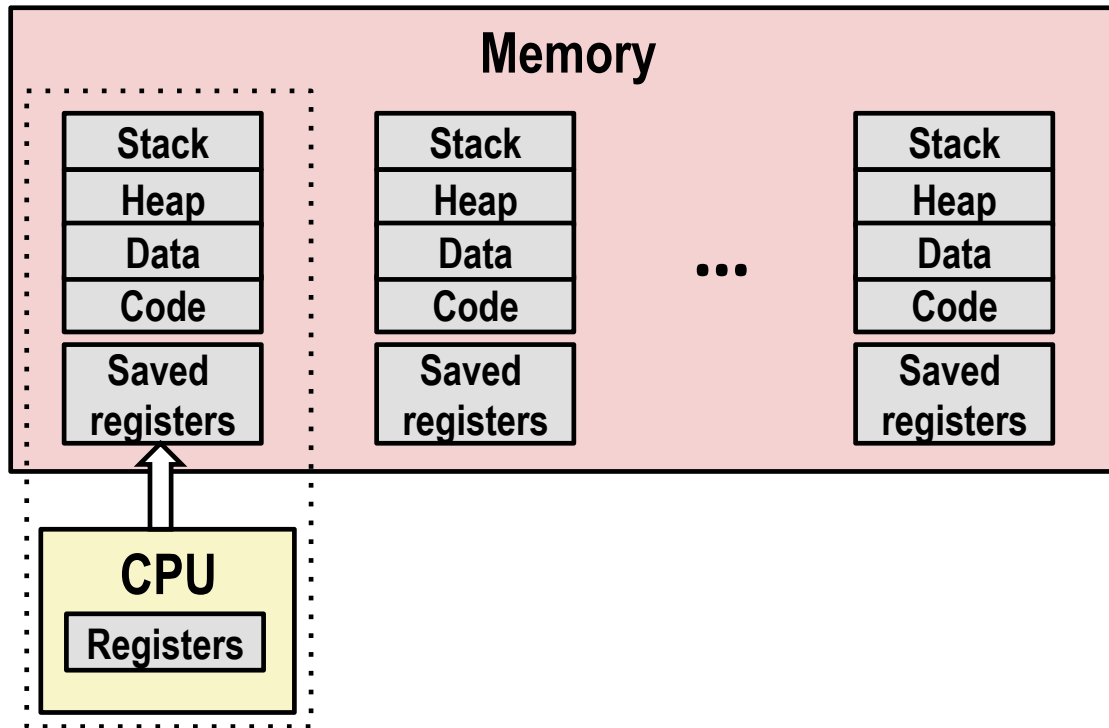 Memory
Stack
Heap
Data
Code
Saved
registers
Stack
Heap
Data
Code
Saved
registers
...
Stack
Heap
Data
Code
Saved
registers
CPU
Registers